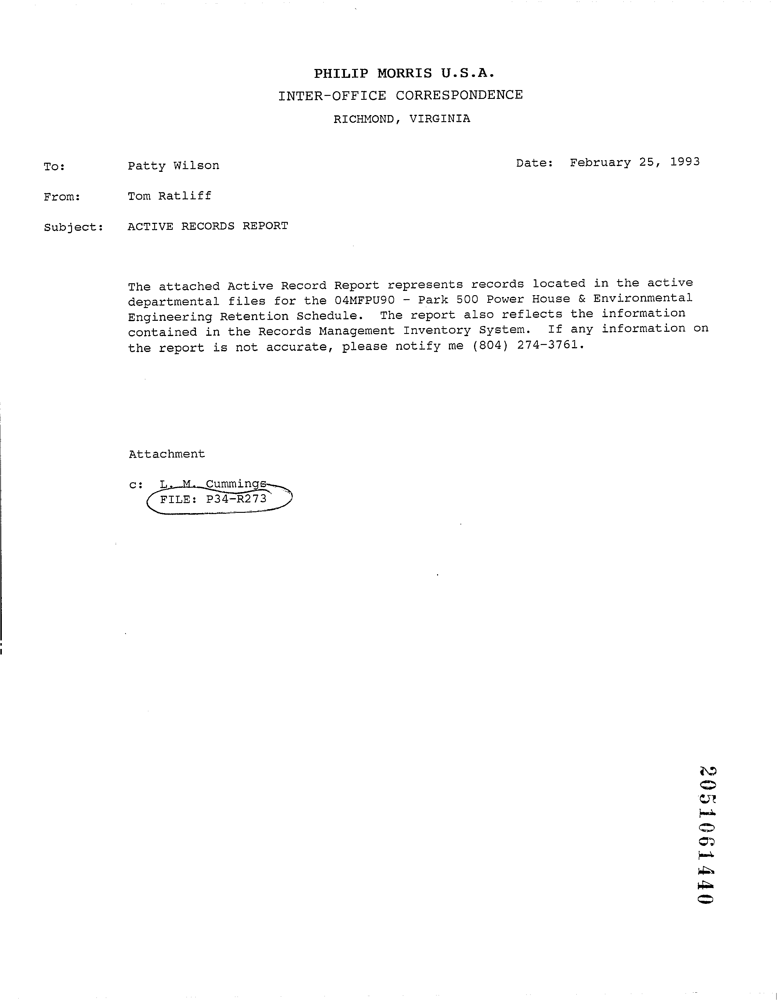 PHILIP MORRIS U.S.A.
INTER-OFFICE CORRESPONDENCE
RICHMOND, VIRGINIA
To: Patty Wilson Date: February 25, 1993
From: Tom Ratliff
Subject: ACTIVE RECORDS REPORT
The attached Active Record Report represents records located in the active
departmental files for the 04MFPU90 - Park 500 Power House & Environmental
Engineering Retention Schedule. The report also reflects the information
contained in the Records Management Inventory System. If any information on
the report is not accurate, please notify me (804) 274-3761.
Attachment
c: L. M. Cummings
FILE: P34-R273
2051061440